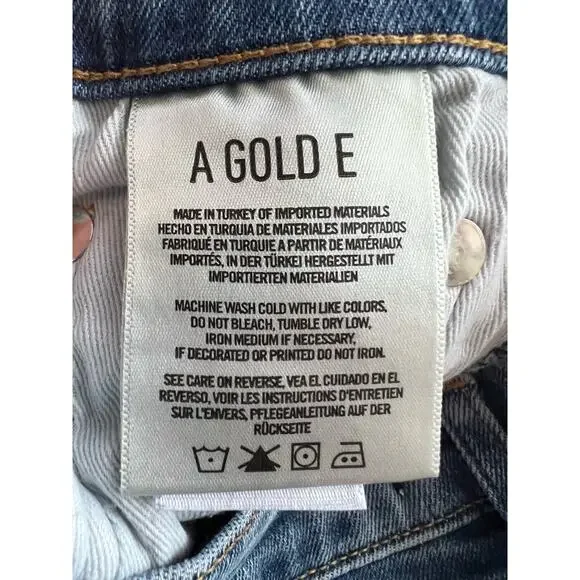 A GOLD E
MADE IN TURKEY OF IMPORTED MATERIALS
HECHO EN TURQUIA DE MATERIALES IMPORTADOS
FABRIQUÉ EN TURQUIE A PARTIR DE MATÉRIAUX
IMPORTÉS, IN DER TÜRKEI HERGESTELLT MIT
IMPORTIERTEN MATERIALIEN
MACHINE WASH COLD WITH LIKE COLORS,
DO NOT BLEACH, TUMBLE DRY LOW,
IRON MEDIUM IF NECESSARY,
IF DECORATED OR PRINTED DO NOT IRON.
SEE CARE ON REVERSE, VEA EL CUIDADO EN EL
REVERSO, VOIR LES INSTRUCTIONS D'ENTRETIEN
SUR L'ENVERS, PFLEGEANLEITUNG AUF DER
RÜCKSEITE